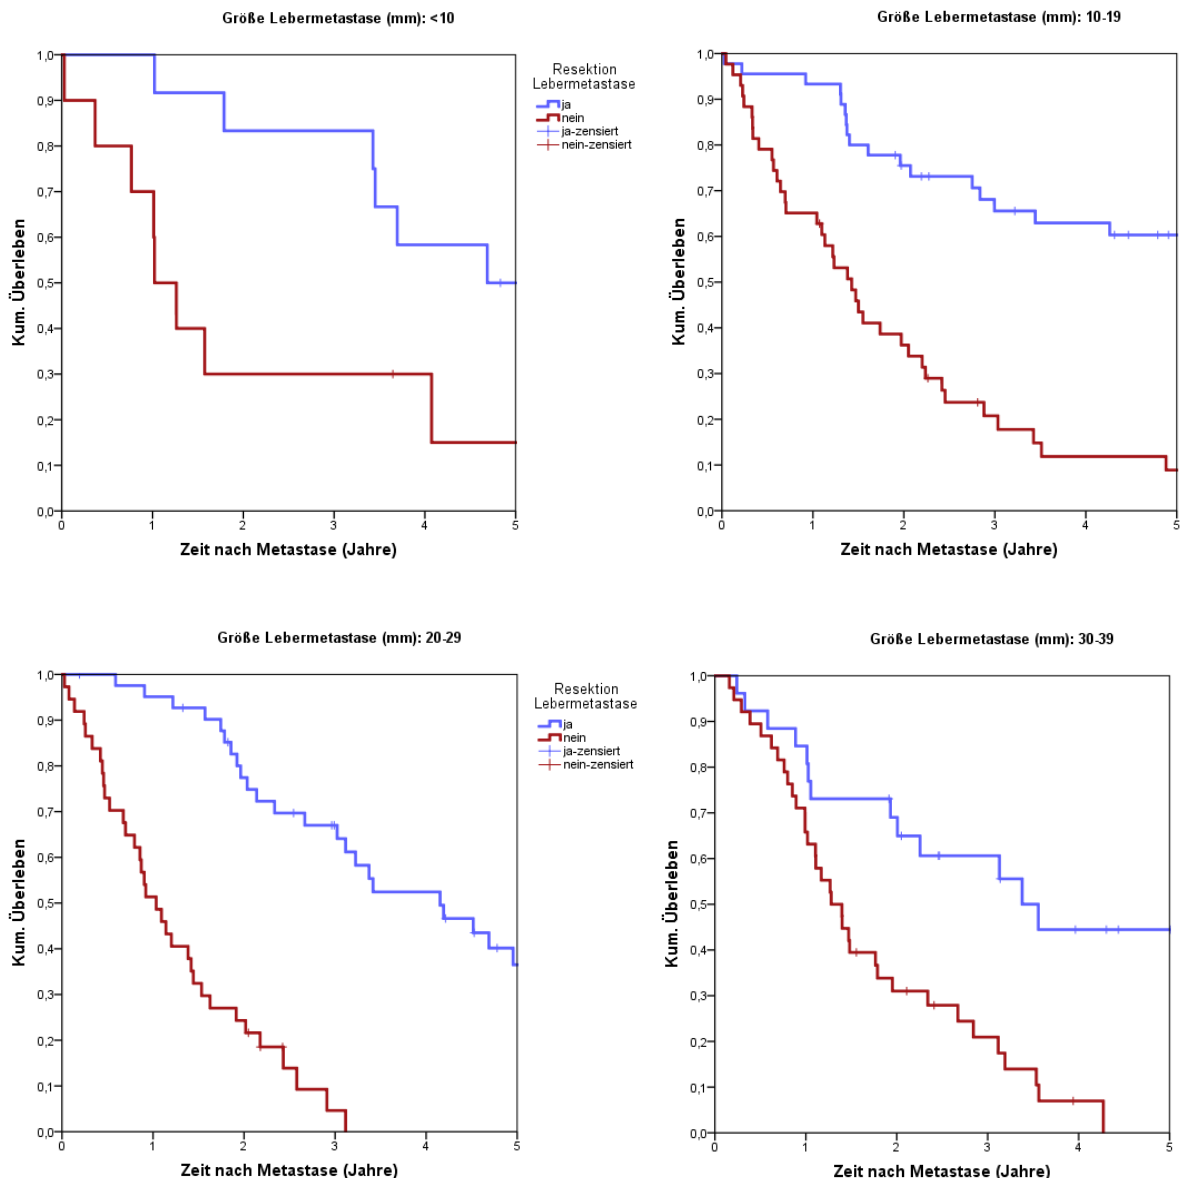 Größe Lebermetastase (mm): <10
1,0
0,9
0,8
0,7
0,6
0,5
0,4
0,3
0,2
0,1
0,0
Kum. Überleben
0 1 2 3 4 5
Zeit nach Metastase (Jahre)
Resektion
Lebermetastase
ja
nein
ja-zensiert
nein-zensiert
Größe Lebermetastase (mm): 10-19
1,0
0,9
0,8
0,7
0,6
0,5
0,4
0,3
0,2
0,1
0,0
Kum. Überleben
0 1 2 3 4 5
Zeit nach Metastase (Jahre)
Größe Lebermetastase (mm): 20-29
1,0
0,9
0,8
0,7
0,6
0,5
0,4
0,3
0,2
0,1
0,0
Kum. Überleben
0 1 2 3 4 5
Zeit nach Metastase (Jahre)
Resektion
Lebermetastase
ja
nein
ja-zensiert
nein-zensiert
Größe Lebermetastase (mm): 30-39
1,0
0,9
0,8
0,7
0,6
0,5
0,4
0,3
0,2
0,1
0,0
Kum. Überleben
0 1 2 3 4 5
Zeit nach Metastase (Jahre)